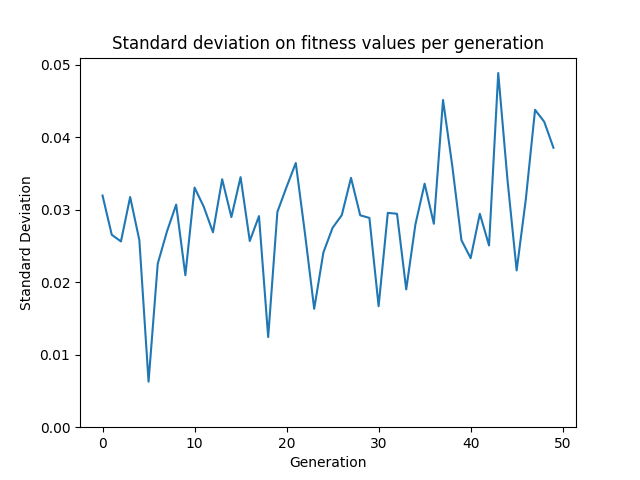 Standard deviation on fitness values per generation
0.05
0.04
0.03
0.02
0.01
0.00
Standard Deviation
0 10 20 30 40 50
Generation